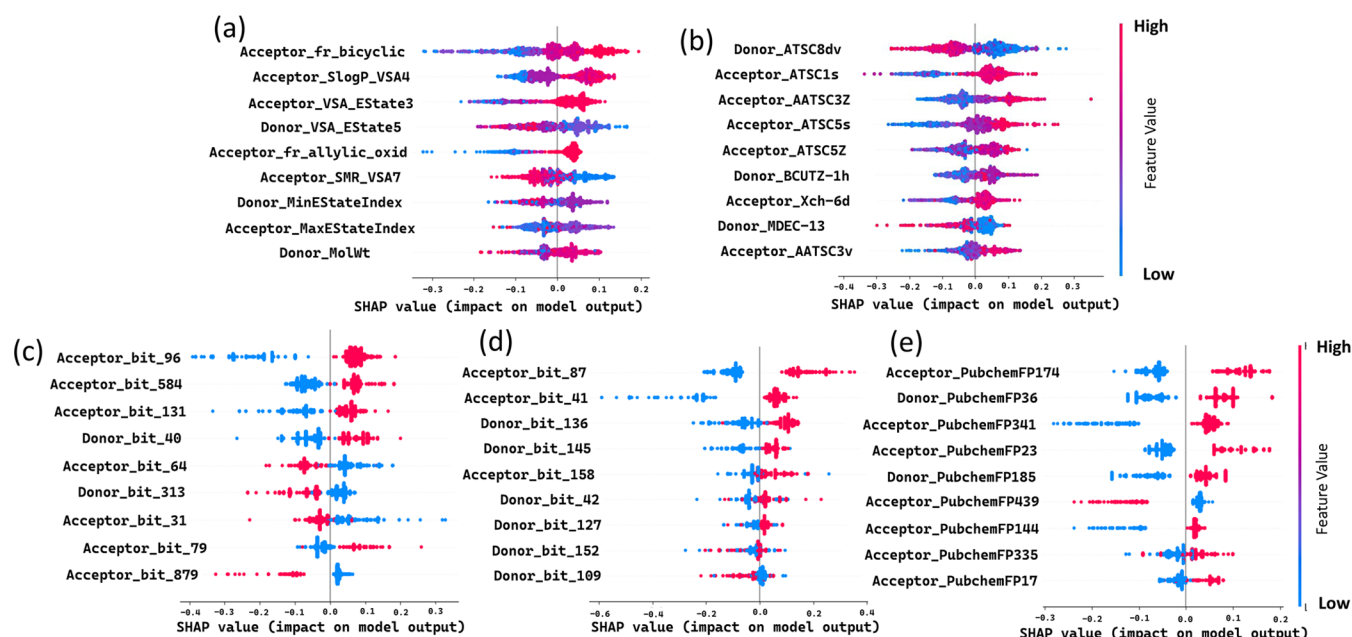 (a)
Acceptor_fr_bicyclic
Acceptor_SlogP_VSA4
Acceptor_VSA_EState3
Donor_VSA_EState5
Acceptor_fr_allylic_oxid
Acceptor_SMR_VSA7
Donor_MinEStateIndex
Acceptor_MaxEStateIndex
Donor_MolWt
−0.3 −0.2 −0.1 0.0 0.1 0.2
SHAP value (impact on model output)
(b)
Donor_ATSC8dv
Acceptor_ATSC1s
Acceptor_AATSC3Z
Acceptor_ATSC5s
Acceptor_ATSC5Z
Donor_BCUTZ-1h
Acceptor_Xch-6d
Donor_MDEC-13
Acceptor_AATSC3v
−0.4 −0.3 −0.2 −0.1 0.0 0.1 0.2 0.3
SHAP value (impact on model output)
High
Feature Value
Low
(c)
Acceptor_bit_96
Acceptor_bit_584
Acceptor_bit_131
Donor_bit_40
Acceptor_bit_64
Donor_bit_313
Acceptor_bit_31
Acceptor_bit_79
Acceptor_bit_879
−0.4 −0.3 −0.2 −0.1 0.0 0.1 0.2 0.3
SHAP value (impact on model output)
(d)
Acceptor_bit_87
Acceptor_bit_41
Donor_bit_136
Donor_bit_145
Acceptor_bit_158
Donor_bit_42
Donor_bit_127
Donor_bit_152
Donor_bit_109
−0.6 −0.4 −0.2 0.0 0.2 0.4
SHAP value (impact on model output)
(e)
Acceptor_PubchemFP174
Donor_PubchemFP36
Acceptor_PubchemFP341
Acceptor_PubchemFP23
Donor_PubchemFP185
Acceptor_PubchemFP439
Acceptor_PubchemFP144
Acceptor_PubchemFP335
Acceptor_PubchemFP17
−0.3 −0.2 −0.1 0.0 0.1 0.2
SHAP value (impact on model output)
High
Feature Value
Low